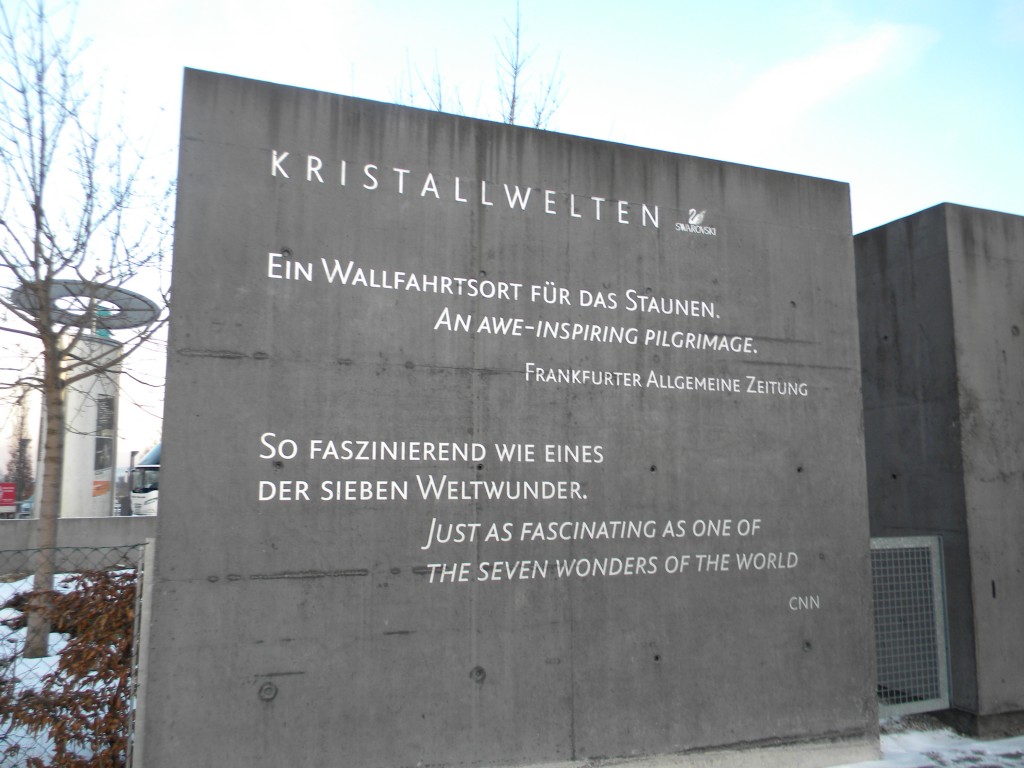 KRISTALLWELTEN SWAROVSKI
EIN WALLFAHRTSORT FÜR DAS STAUNEN.
AN AWE-INSPIRING PILGRIMAGE.
FRANKFURTER ALLGEMEINE ZEITUNG
SO FASZINIEREND WIE EINES
DER SIEBEN WELTWUNDER.
JUST AS FASCINATING AS ONE OF
THE SEVEN WONDERS OF THE WORLD
CNN